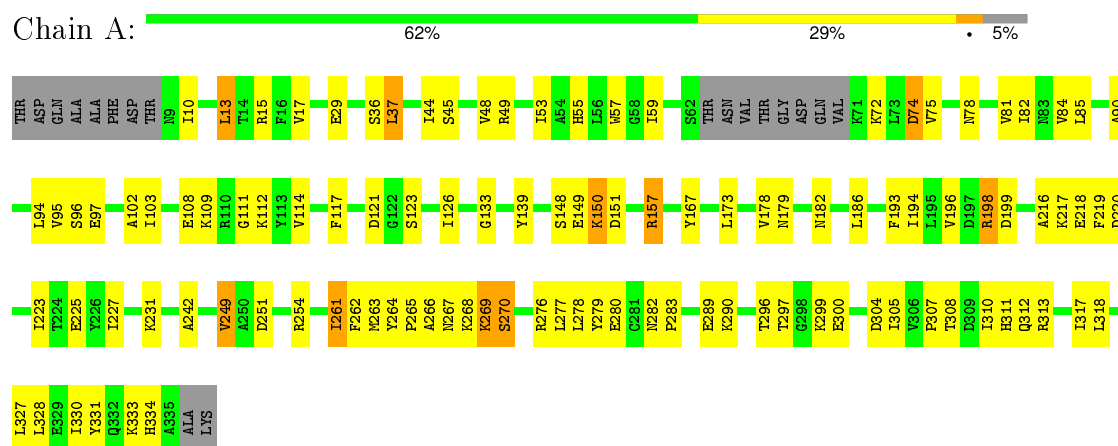 Chain A:
62% 29% • 5%
THR ASP GLN ALA ALA PHE ASP THR N9 I10 L13 T14 R15 F16 V17 E29 S36 L37 I44 S45 V48 R49 I53 A54 H55 L56 W57 G58 I59 S62 THR ASN VAL THR GLY ASP GLN VAL K71 K72 L73 D74 V75 N78 V81 I82 N83 V84 L85 A90
L94 V95 S96 E97 A102 I103 E108 K109 R110 G111 K112 Y113 V114 F117 D121 G122 S123 I126 G133 Y139 S148 E149 K150 D151 R157 Y167 L173 V178 N179 N182 L186 F193 I194 L195 V196 D197 R198 D199 A216 K217 E218 F219 D220
I223 T224 E225 Y226 I227 K231 A242 V249 A250 D251 R254 I261 F262 M263 Y264 P265 A266 N267 K268 K269 S270 R276 L277 L278 Y279 E280 C281 N282 P283 E289 K290 T296 T297 G298 K299 E300 D304 I305 V306 P307 T308 D309 I310 H311 Q312 R313 I317 L318
L327 L328 E329 I330 Y331 Q332 K333 H334 A335 ALA LYS